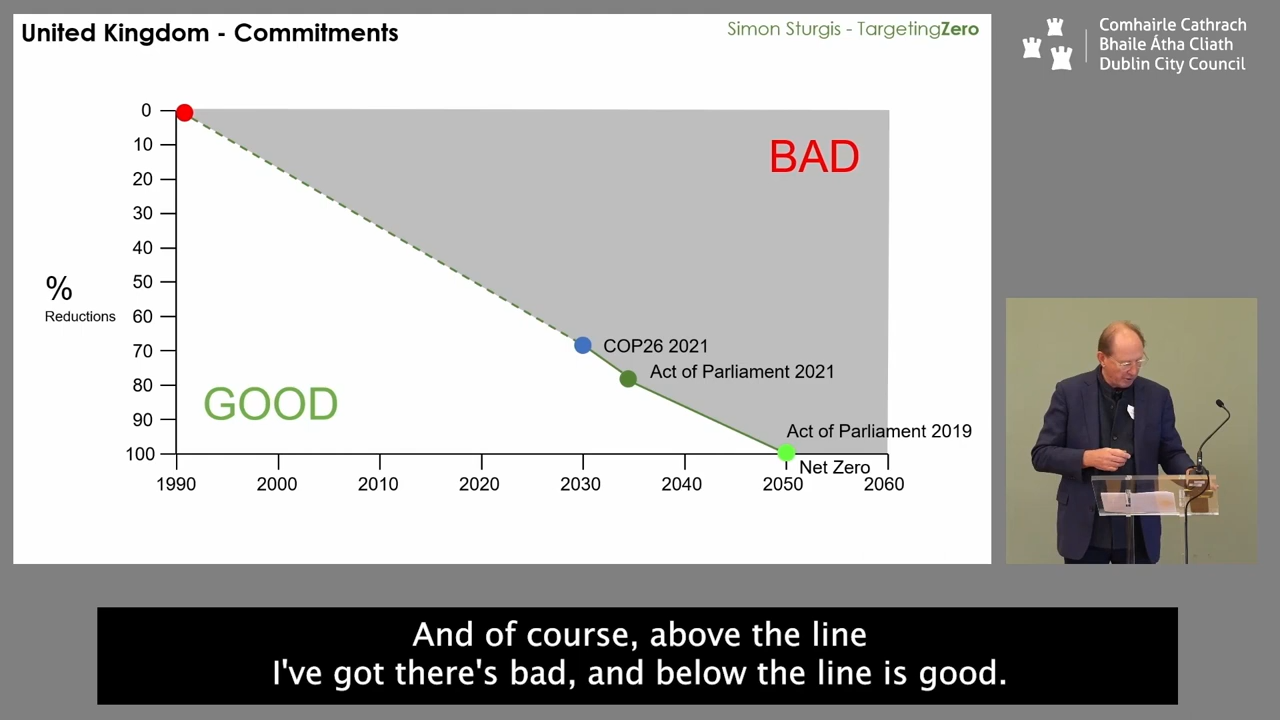 United Kingdom - Commitments
Simon Sturgis - TargetingZero
Comhairle Cathrach
Bhaile Átha Cliath
Dublin City Council
0
10
20
30
40
50
60
70
80
90
100
%
Reductions
BAD
GOOD
COP26 2021
Act of Parliament 2021
Act of Parliament 2019
Net Zero
1990
2000
2010
2020
2030
2040
2050
2060
And of course, above the line
I've got there's bad, and below the line is good.